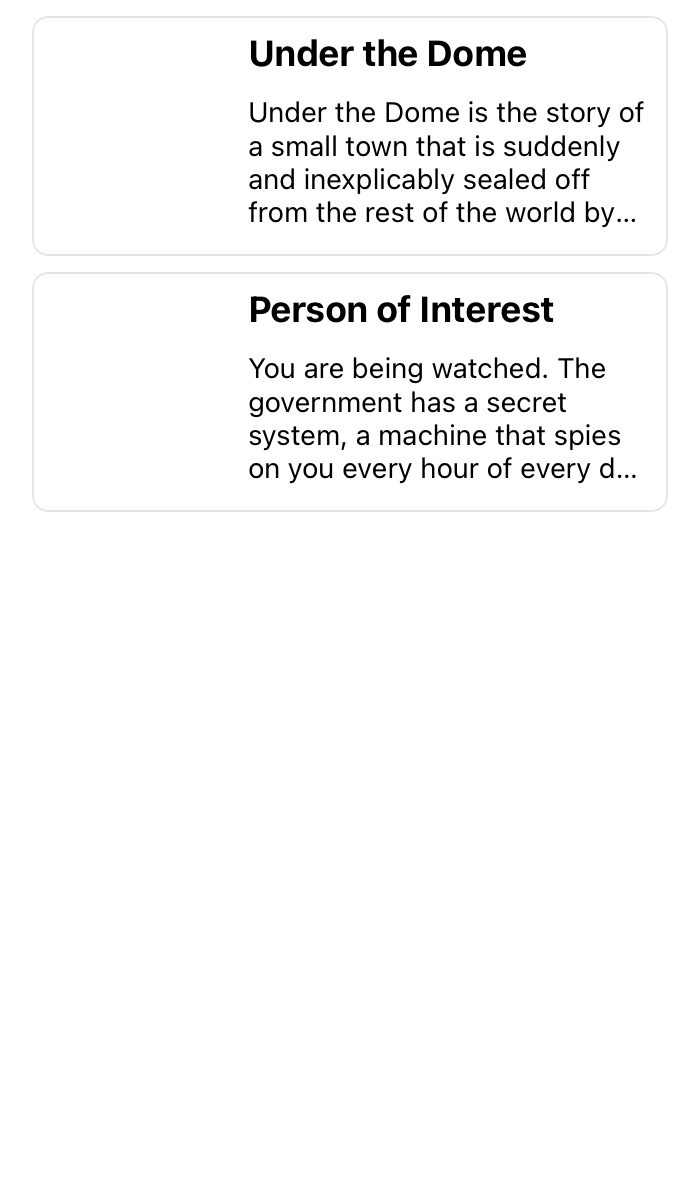 Under the Dome
Under the Dome is the story of
a small town that is suddenly
and inexplicably sealed off
from the rest of the world by...
Person of Interest
You are being watched. The
government has a secret
system, a machine that spies
on you every hour of every d...